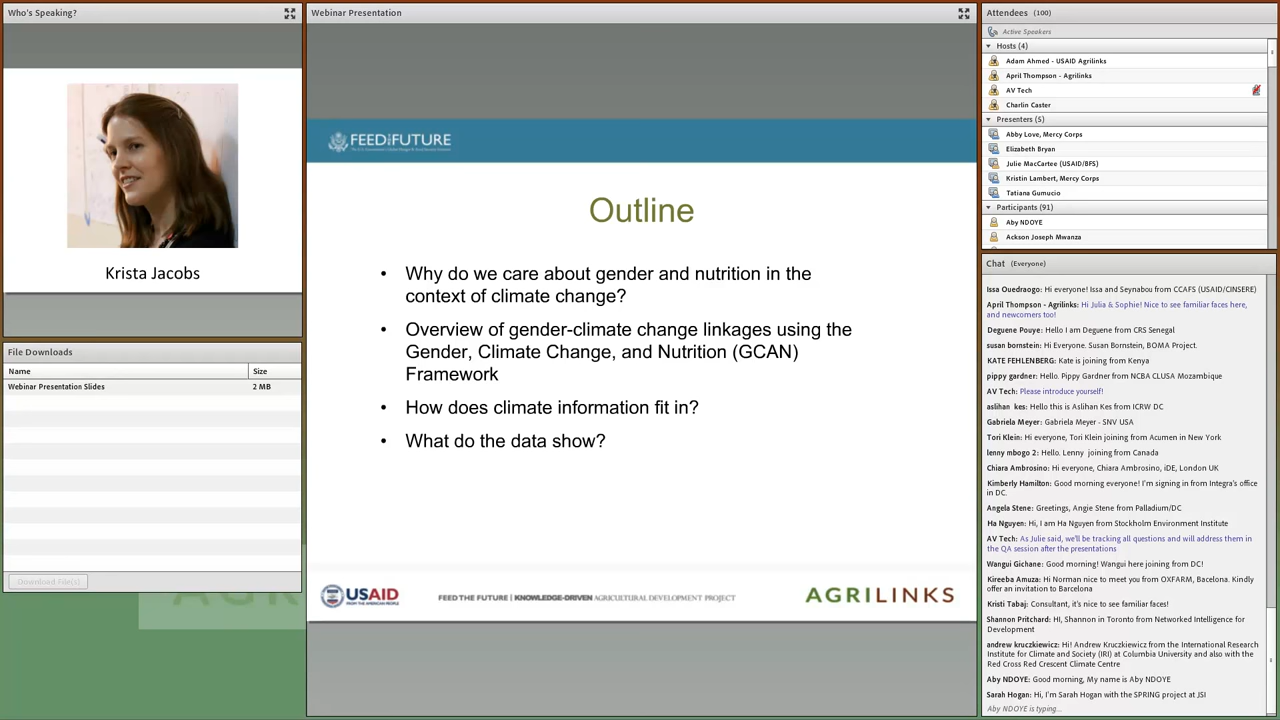 Who's Speaking?
Krista Jacobs
File Downloads
Name Size
Webinar Presentation Slides 2 MB
Download File(s)
AGRILINKS
Webinar Presentation
FEED THE FUTURE
The U.S. Government's Global Hunger & Food Security Initiative
Outline
• Why do we care about gender and nutrition in the
context of climate change?
• Overview of gender-climate change linkages using the
Gender, Climate Change, and Nutrition (GCAN)
Framework
• How does climate information fit in?
• What do the data show?
USAID
FROM THE AMERICAN PEOPLE
FEED THE FUTURE | KNOWLEDGE-DRIVEN AGRICULTURAL DEVELOPMENT PROJECT
AGRILINKS
Attendees (100)
Active Speakers
Hosts (4)
Adam Ahmed - USAID Agrilinks
April Thompson - Agrilinks
AV Tech
Charlin Caster
Presenters (5)
Abby Love, Mercy Corps
Elizabeth Bryan
Julie MacCartee (USAID/BFS)
Kristin Lambert, Mercy Corps
Tatiana Gumucio
Participants (91)
Aby NDOYE
Ackson Joseph Mwanza
Chat (Everyone)
Issa Ouedraogo: Hi everyone! Issa and Seynabou from CCAFS (USAID/CINSERE)
April Thompson - Agrilinks: Hi Julia & Sophie! Nice to see familiar faces here,
and newcomers too!
Deguene Pouye: Hello I am Deguene from CRS Senegal
susan bornstein: Hi Everyone. Susan Bornstein, BOMA Project.
KATE FEHLENBERG: Kate is joining from Kenya
pippy gardner: Hello. Pippy Gardner from NCBA CLUSA Mozambique
AV Tech: Please introduce yourself!
aslihan kes: Hello this is Aslihan Kes from ICRW DC
Gabriela Meyer: Gabriela Meyer - SNV USA
Tori Klein: Hi everyone, Tori Klein joining from Acumen in New York
lenny mbogo 2: Hello. Lenny joining from Canada
Chiara Ambrosino: Hi everyone, Chiara Ambrosino, iDE, London UK
Kimberly Hamilton: Good morning everyone! I'm signing in from Integra's office
in DC.
Angela Stene: Greetings, Angie Stene from Palladium/DC
Ha Nguyen: Hi, I am Ha Nguyen from Stockholm Environment Institute
AV Tech: As Julie said, we'll be tracking all questions and will address them in
the QA session after the presentations
Wangui Gichane: Good morning! Wangui here joining from DC!
Kireeba Amuza: Hi Norman nice to meet you from OXFARM, Bacelona. Kindly
offer an invitation to Barcelona
Kristi Tabaj: Consultant, it's nice to see familiar faces!
Shannon Pritchard: HI, Shannon in Toronto from Networked Intelligence for
Development
andrew kruczkiewicz: Hi! Andrew Kruczkiewicz from the International Research
Institute for Climate and Society (IRI) at Columbia University and also with the
Red Cross Red Crescent Climate Centre
Aby NDOYE: Good morning, My name is Aby NDOYE
Sarah Hogan: Hi, I'm Sarah Hogan with the SPRING project at JSI
Aby NDOYE is typing...